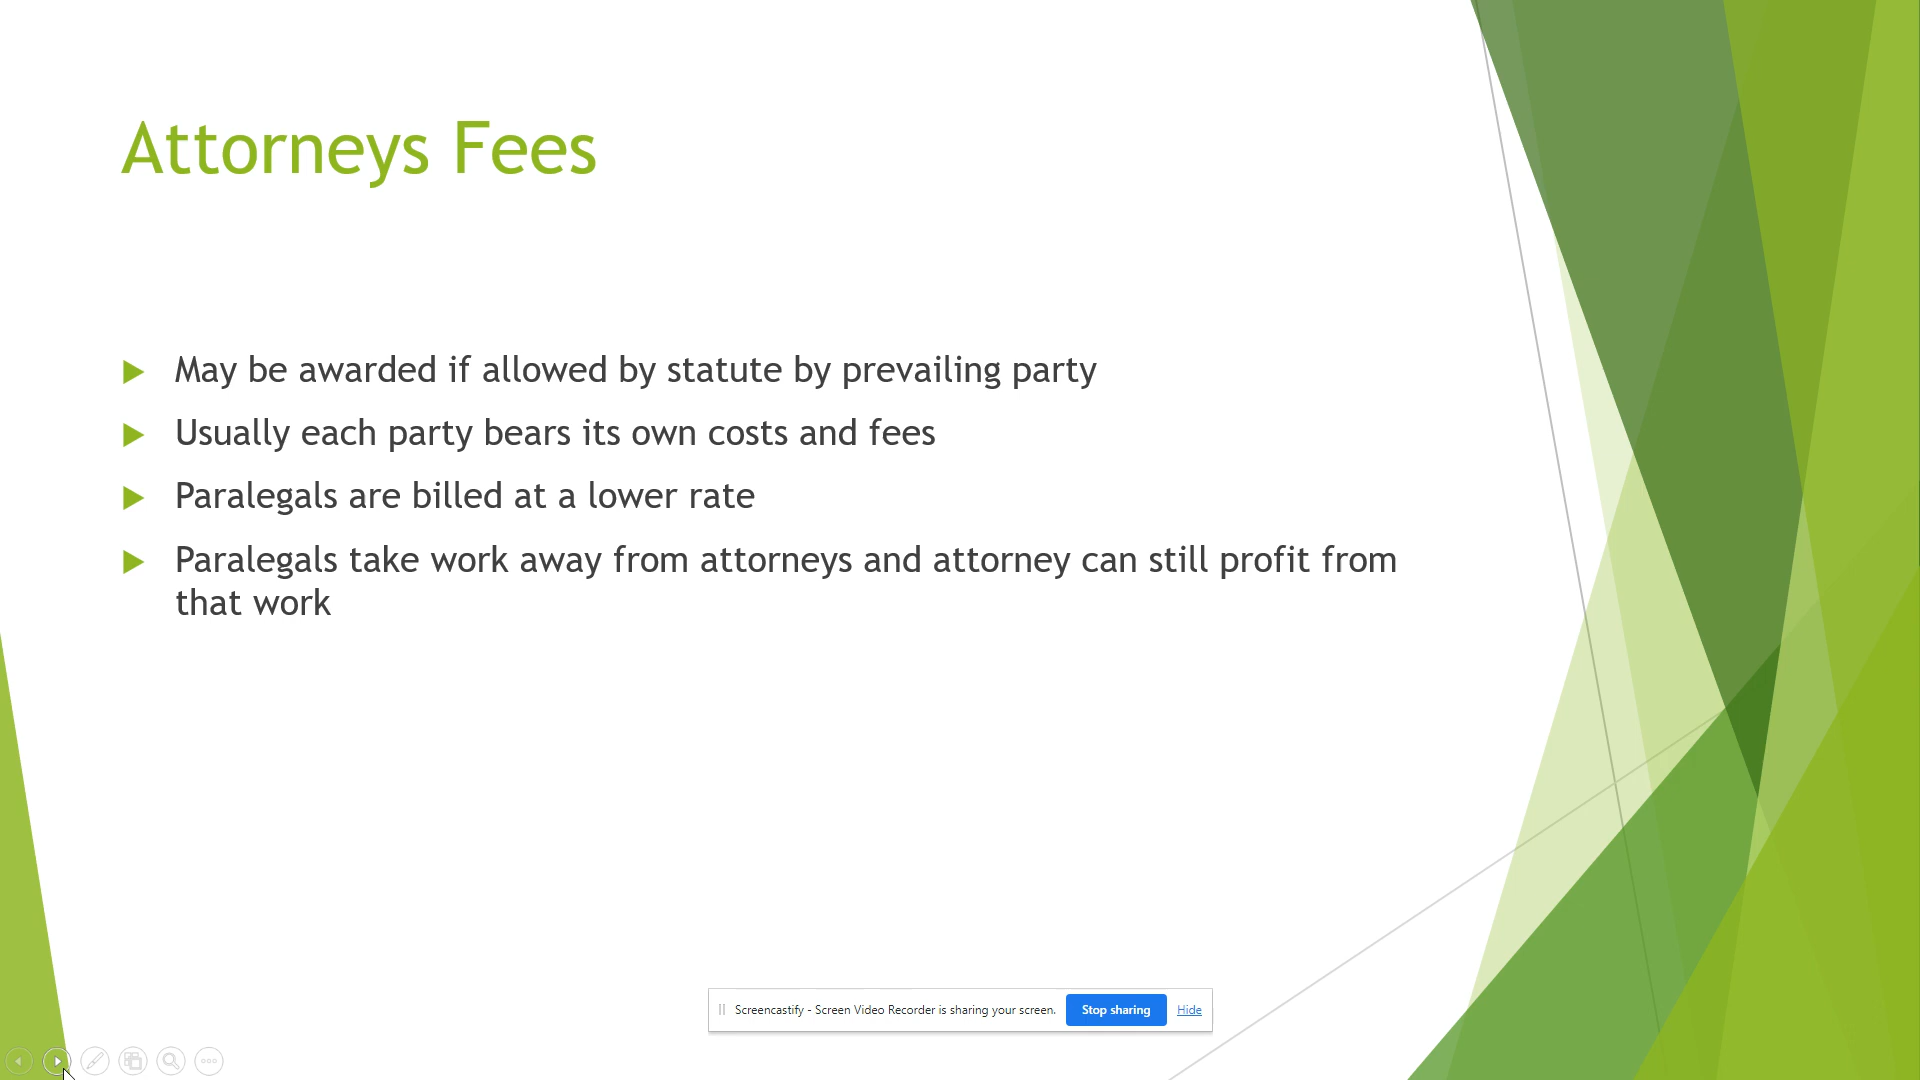 Attorneys Fees
May be awarded if allowed by statute by prevailing party
Usually each party bears its own costs and fees
Paralegals are billed at a lower rate
Paralegals take work away from attorneys and attorney can still profit from
that work
Screencastify - Screen Video Recorder is sharing your screen. Stop sharing Hide